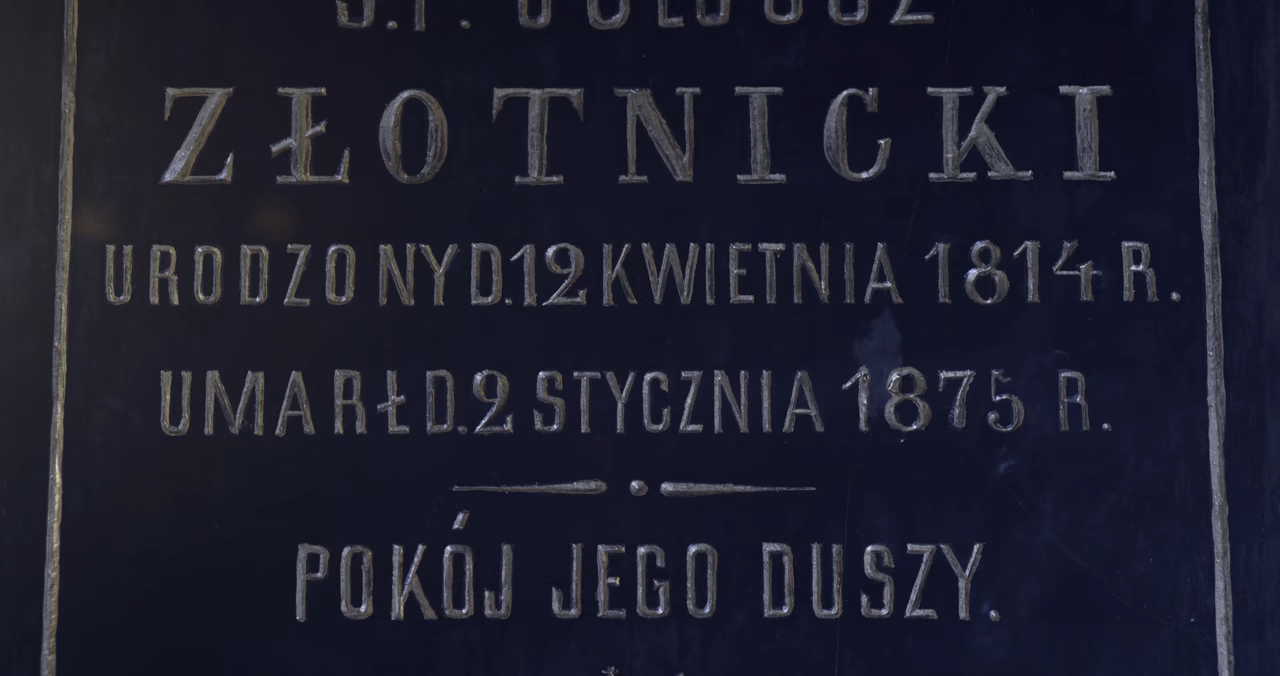 Ś.P.
ZŁOTNICKI
URODZONY D. 12 KWIETNIA 1814 R.
UMARŁ D. 2 STYCZNIA 1875 R.
POKÓJ JEGO DUSZY.